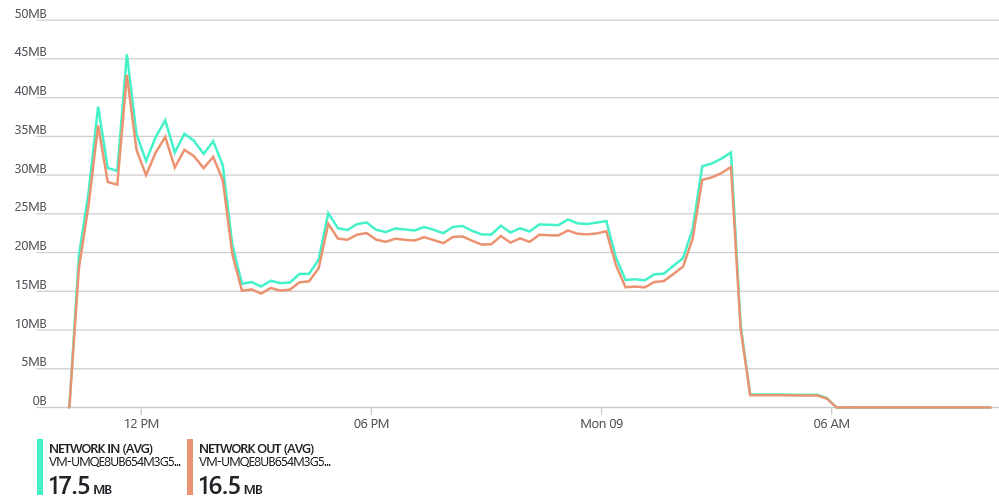 50MB
45MB
40MB
35MB
30MB
25MB
20MB
15MB
10MB
5MB
0B
12 PM 06 PM Mon 09 06 AM
NETWORK IN (AVG) NETWORK OUT (AVG)
VM-UMQE8UB654M3G5... VM-UMQE8UB654M3G5...
17.5 MB 16.5 MB